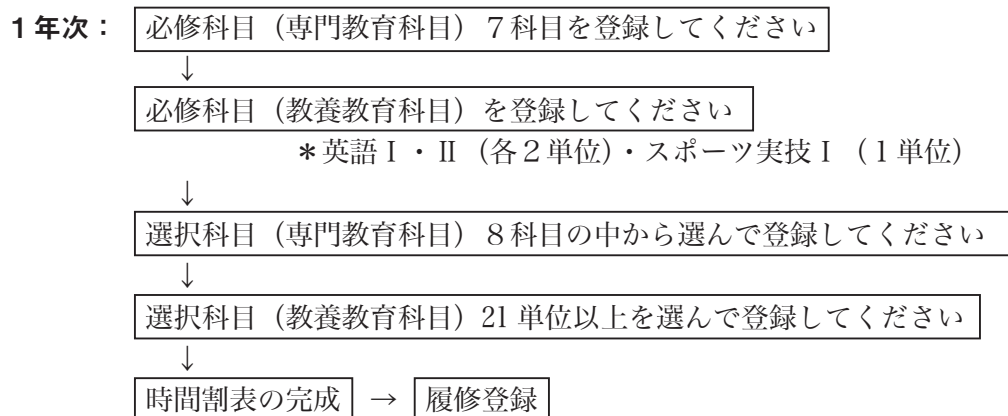 1年次： 必修科目（専門教育科目）７科目を登録してください
↓
必修科目（教養教育科目）を登録してください
＊英語Ⅰ・Ⅱ（各２単位）・スポーツ実技Ⅰ（１単位）
↓
選択科目（専門教育科目）８科目の中から選んで登録してください
↓
選択科目（教養教育科目）21 単位以上を選んで登録してください
↓
時間割表の完成 → 履修登録